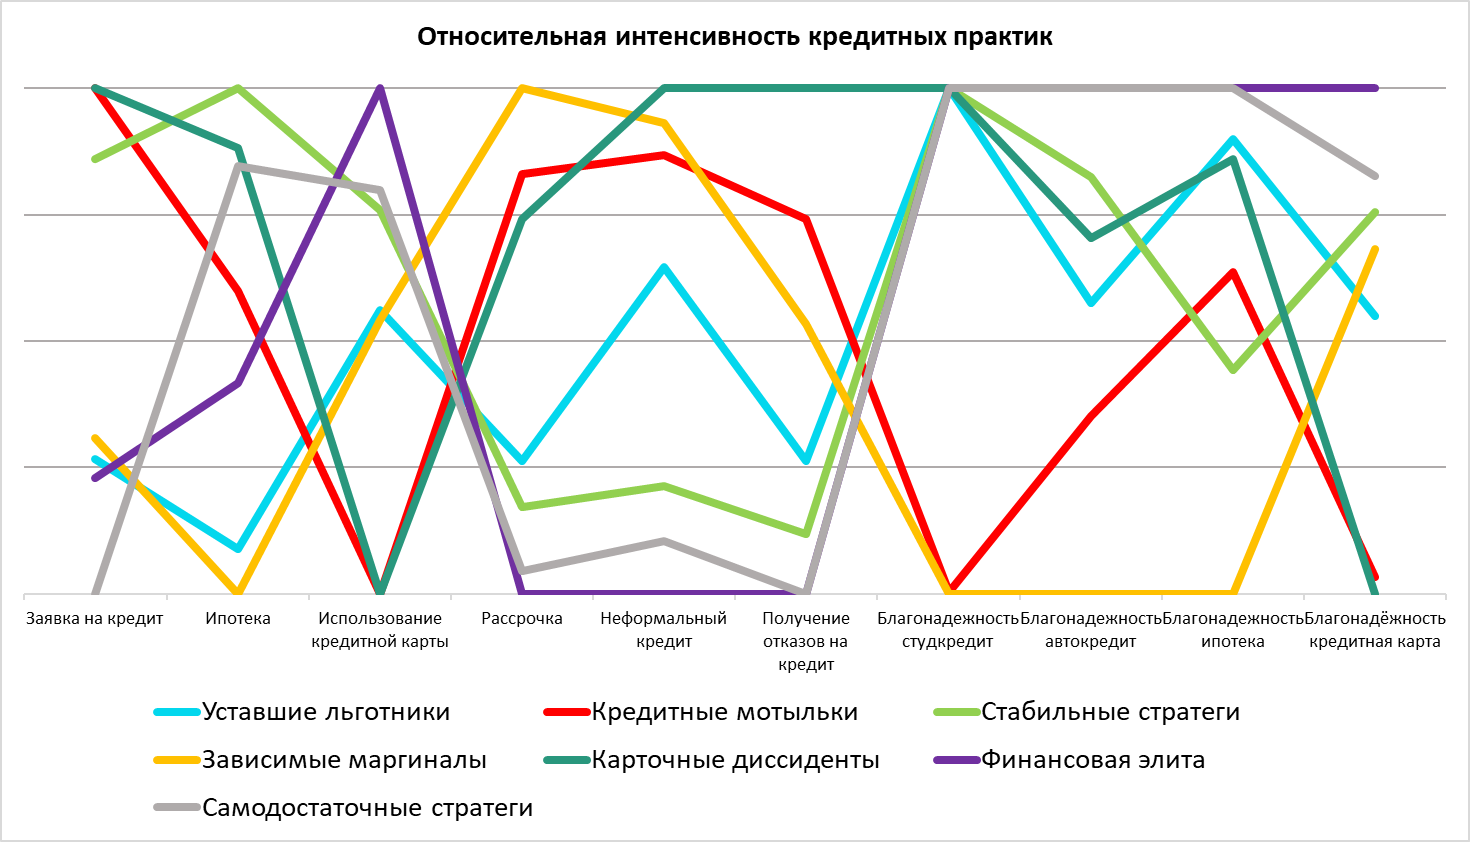 Относительная интенсивность кредитных практик
Заявка на кредит
Ипотека
Использование
кредитной карты
Рассрочка
Неформальный
кредит
Получение
отказов на
кредит
Благонадежность
студкредит
Благонадежность
автокредит
Благонадежность
ипотека
Благонадёжность
кредитная карта
Уставшие льготники
Кредитные мотыльки
Стабильные стратеги
Зависимые маргиналы
Карточные диссиденты
Финансовая элита
Самодостаточные стратеги